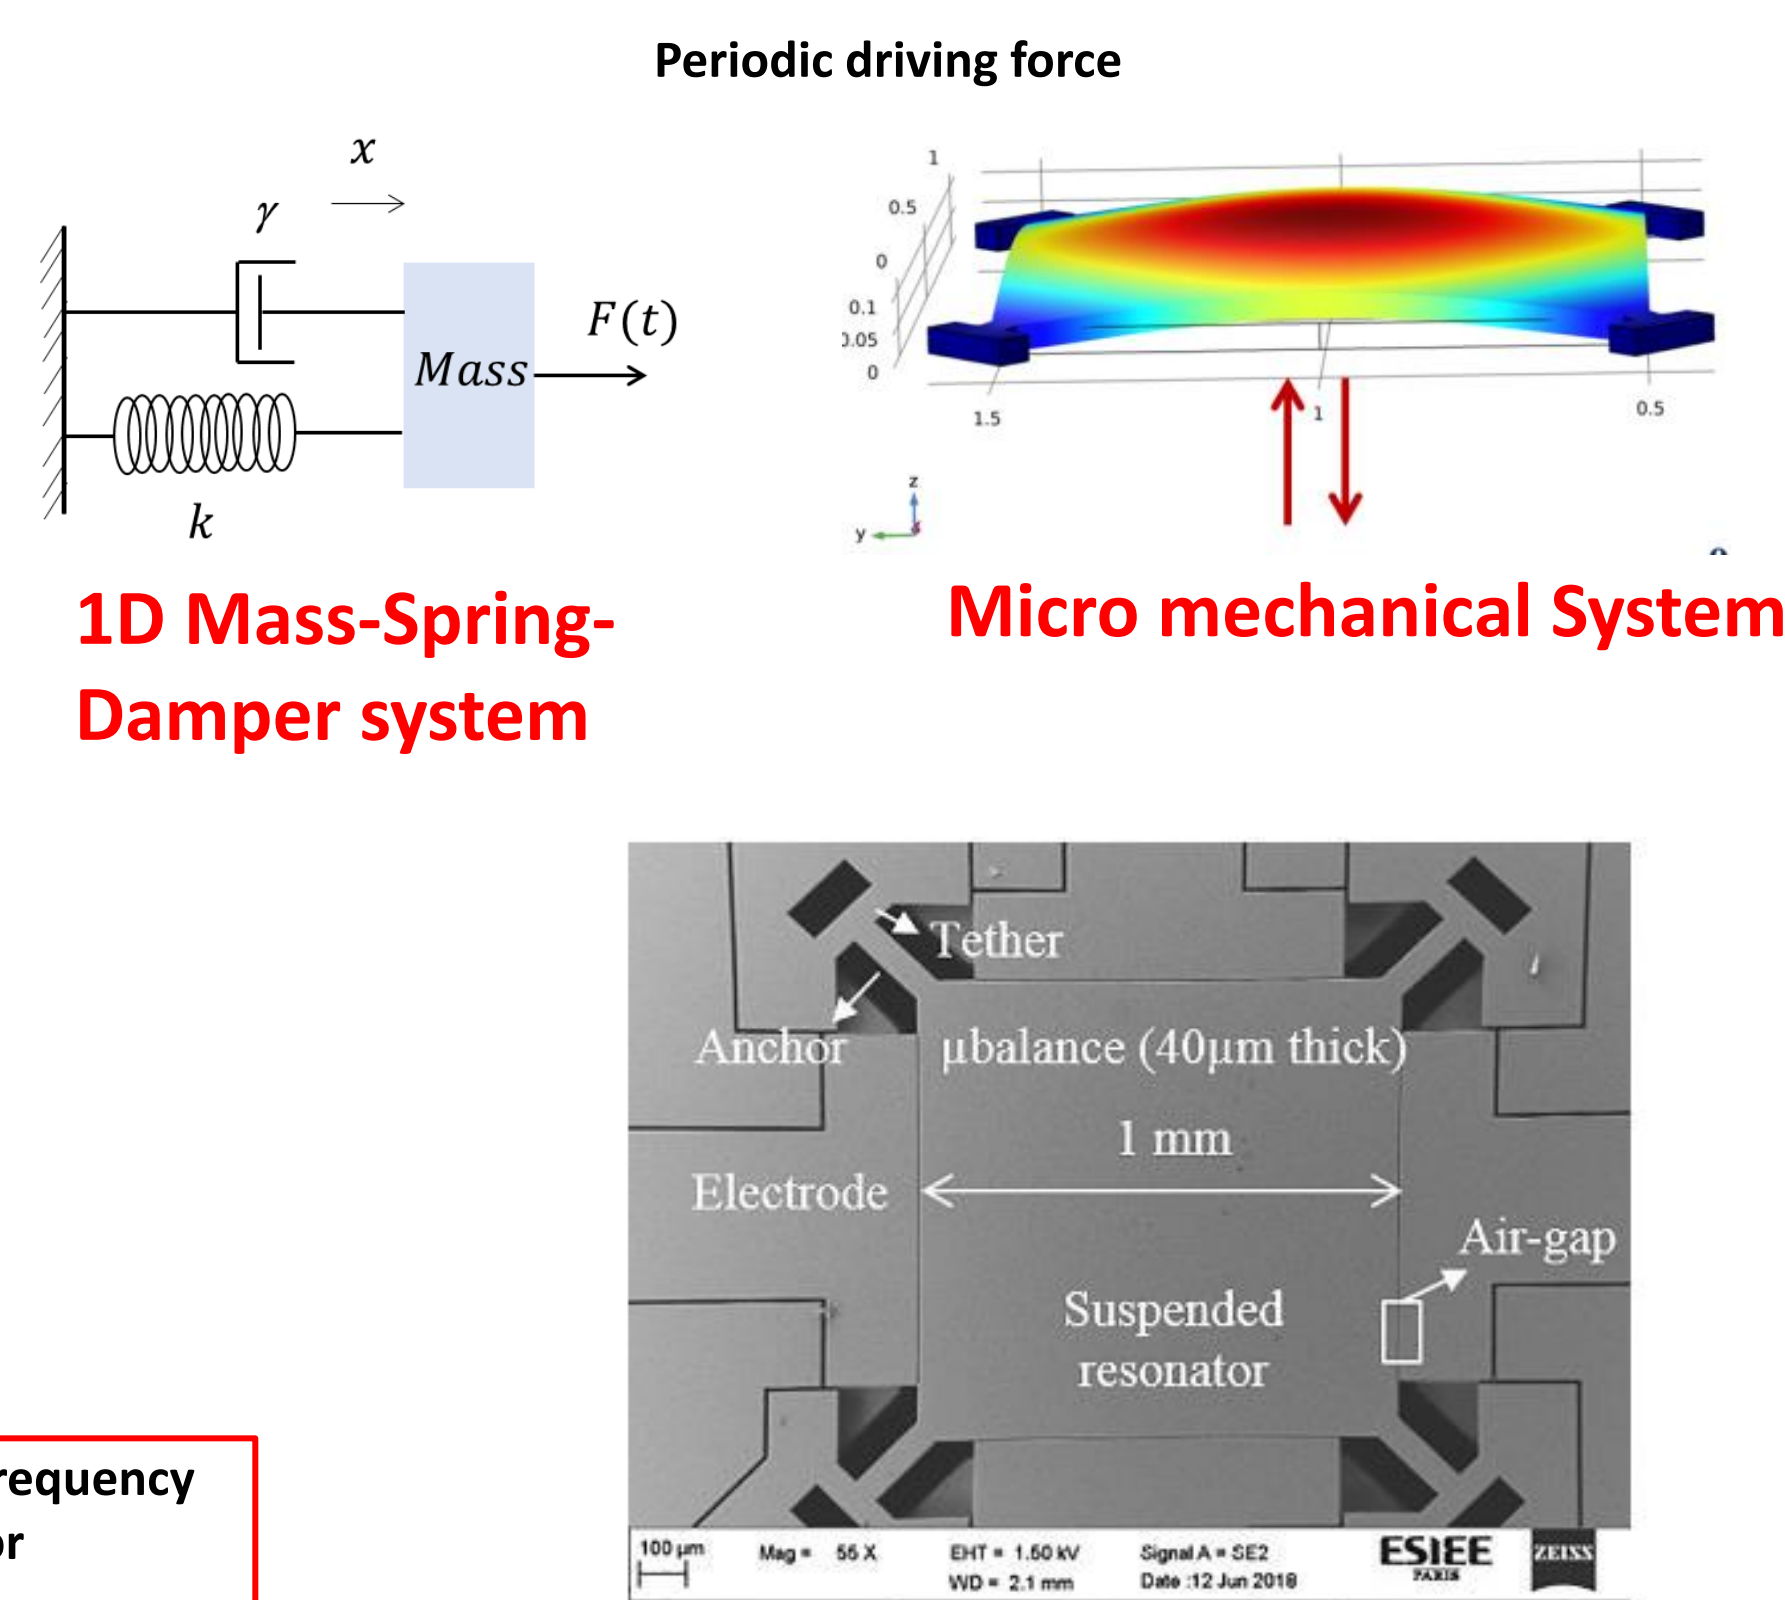 Periodic driving force
x
γ
F(t)
Mass
k
1
0.5
0
0.1
0.05
0
1.5
1
0.5
z
y
1D Mass-Spring-
Damper system
Micro mechanical System
Tether
Anchor
μbalance (40μm thick)
1 mm
Electrode
Air-gap
Suspended
resonator
requency
or
100 μm
Mag = 55 X
EHT = 1.50 kV
Signal A = SE2
ESIEE
PARIS
ZEISS
WD = 2.1 mm
Date :12 Jun 2018